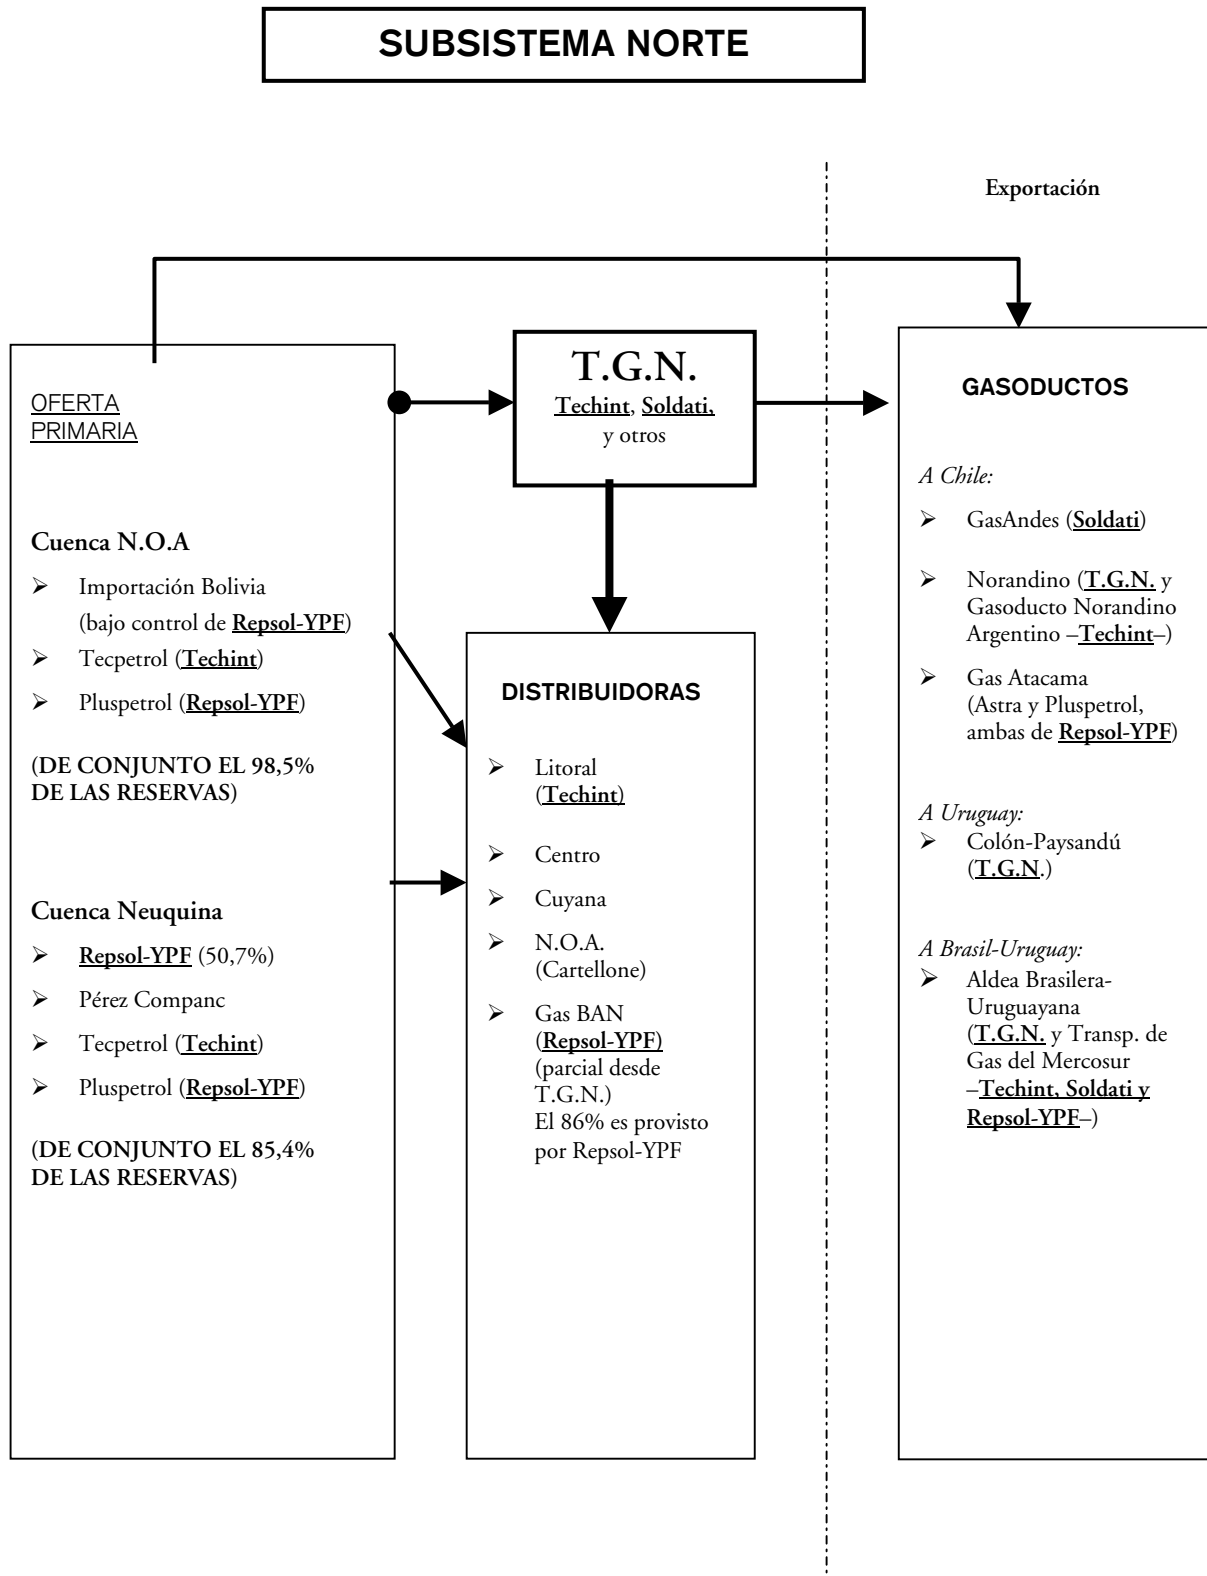 SUBSISTEMA NORTE
Exportación
OFERTA
PRIMARIA
Cuenca N.O.A
➢ Importación Bolivia
(bajo control de Repsol-YPF)
➢ Tecpetrol (Techint)
➢ Pluspetrol (Repsol-YPF)
(DE CONJUNTO EL 98,5%
DE LAS RESERVAS)
Cuenca Neuquina
➢ Repsol-YPF (50,7%)
➢ Pérez Companc
➢ Tecpetrol (Techint)
➢ Pluspetrol (Repsol-YPF)
(DE CONJUNTO EL 85,4%
DE LAS RESERVAS)
T.G.N.
Techint, Soldati,
y otros
DISTRIBUIDORAS
➢ Litoral
(Techint)
➢ Centro
➢ Cuyana
➢ N.O.A.
(Cartellone)
➢ Gas BAN
(Repsol-YPF)
(parcial desde
T.G.N.)
El 86% es provisto
por Repsol-YPF
GASODUCTOS
A Chile:
➢ GasAndes (Soldati)
➢ Norandino (T.G.N. y
Gasoducto Norandino
Argentino –Techint–)
➢ Gas Atacama
(Astra y Pluspetrol,
ambas de Repsol-YPF)
A Uruguay:
➢ Colón-Paysandú
(T.G.N.)
A Brasil-Uruguay:
➢ Aldea Brasilera-
Uruguayana
(T.G.N. y Transp. de
Gas del Mercosur
–Techint, Soldati y
Repsol-YPF–)